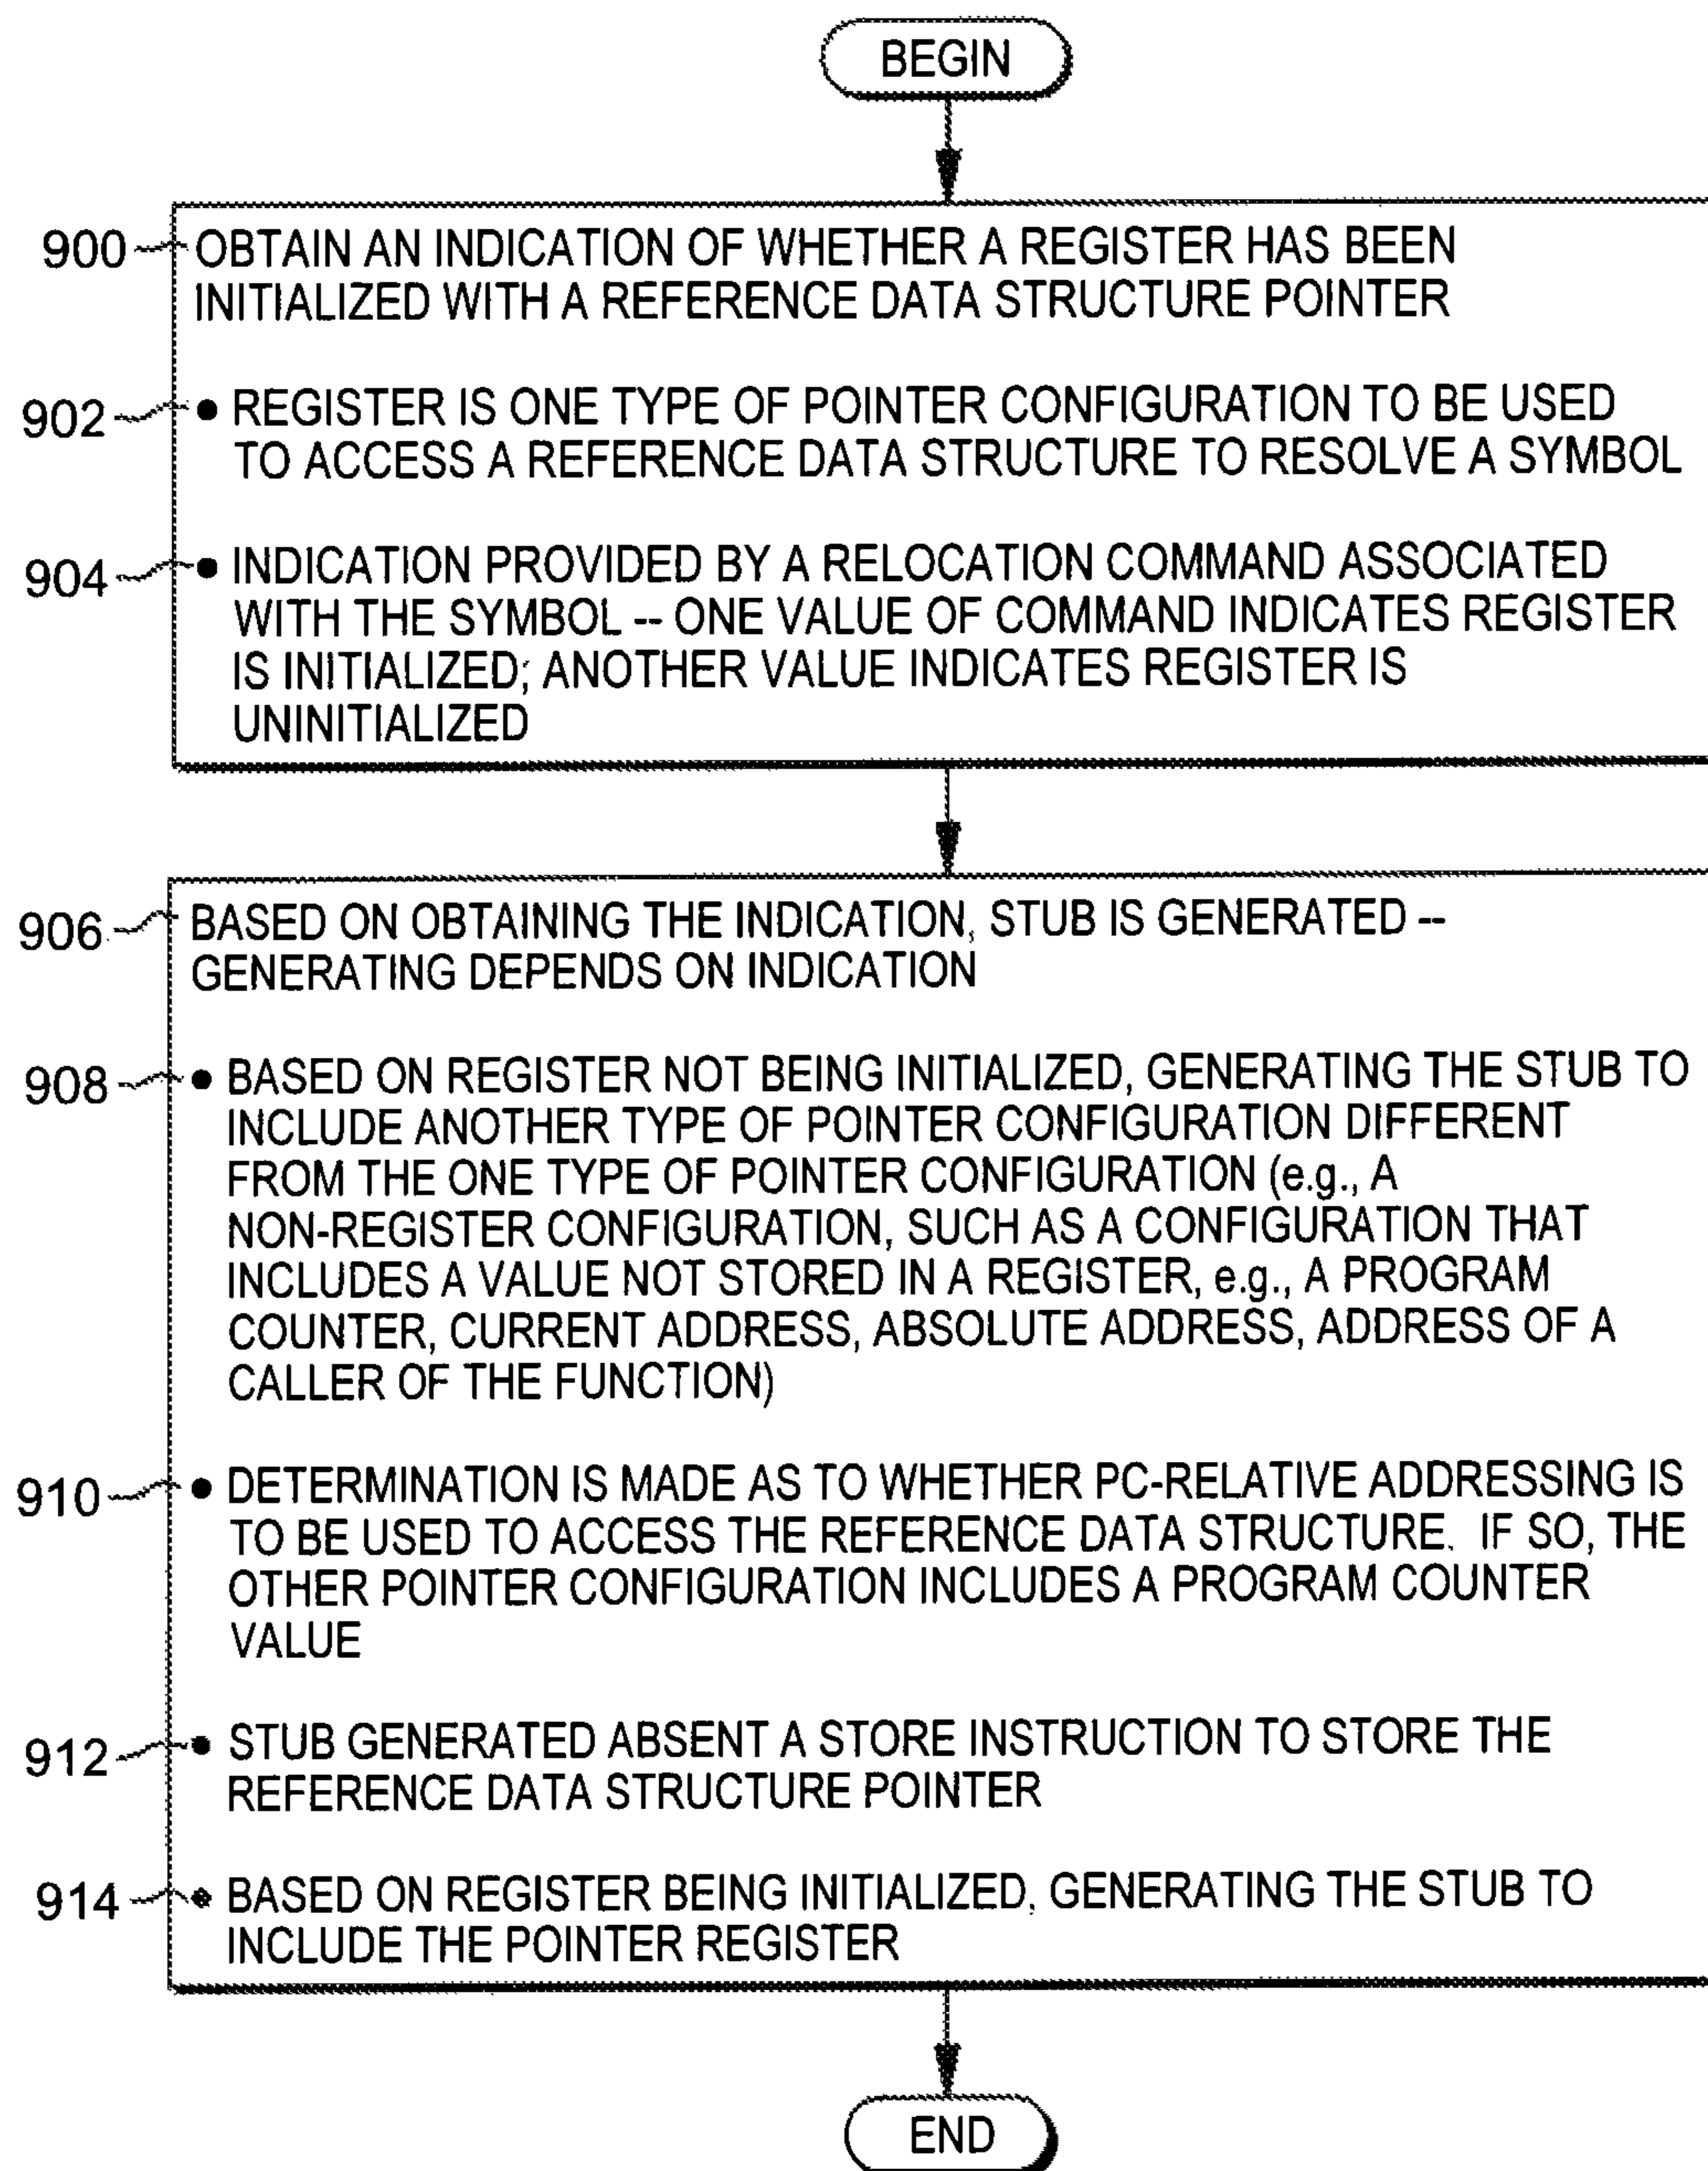 BEGIN
900 OBTAIN AN INDICATION OF WHETHER A REGISTER HAS BEEN
INITIALIZED WITH A REFERENCE DATA STRUCTURE POINTER
902 • REGISTER IS ONE TYPE OF POINTER CONFIGURATION TO BE USED
TO ACCESS A REFERENCE DATA STRUCTURE TO RESOLVE A SYMBOL
904 • INDICATION PROVIDED BY A RELOCATION COMMAND ASSOCIATED
WITH THE SYMBOL -- ONE VALUE OF COMMAND INDICATES REGISTER
IS INITIALIZED; ANOTHER VALUE INDICATES REGISTER IS
UNINITIALIZED
906 BASED ON OBTAINING THE INDICATION, STUB IS GENERATED --
GENERATING DEPENDS ON INDICATION
908 • BASED ON REGISTER NOT BEING INITIALIZED, GENERATING THE STUB TO
INCLUDE ANOTHER TYPE OF POINTER CONFIGURATION DIFFERENT
FROM THE ONE TYPE OF POINTER CONFIGURATION (e.g., A
NON-REGISTER CONFIGURATION, SUCH AS A CONFIGURATION THAT
INCLUDES A VALUE NOT STORED IN A REGISTER, e.g., A PROGRAM
COUNTER, CURRENT ADDRESS, ABSOLUTE ADDRESS, ADDRESS OF A
CALLER OF THE FUNCTION)
910 • DETERMINATION IS MADE AS TO WHETHER PC-RELATIVE ADDRESSING IS
TO BE USED TO ACCESS THE REFERENCE DATA STRUCTURE. IF SO, THE
OTHER POINTER CONFIGURATION INCLUDES A PROGRAM COUNTER
VALUE
912 • STUB GENERATED ABSENT A STORE INSTRUCTION TO STORE THE
REFERENCE DATA STRUCTURE POINTER
914 • BASED ON REGISTER BEING INITIALIZED, GENERATING THE STUB TO
INCLUDE THE POINTER REGISTER
END